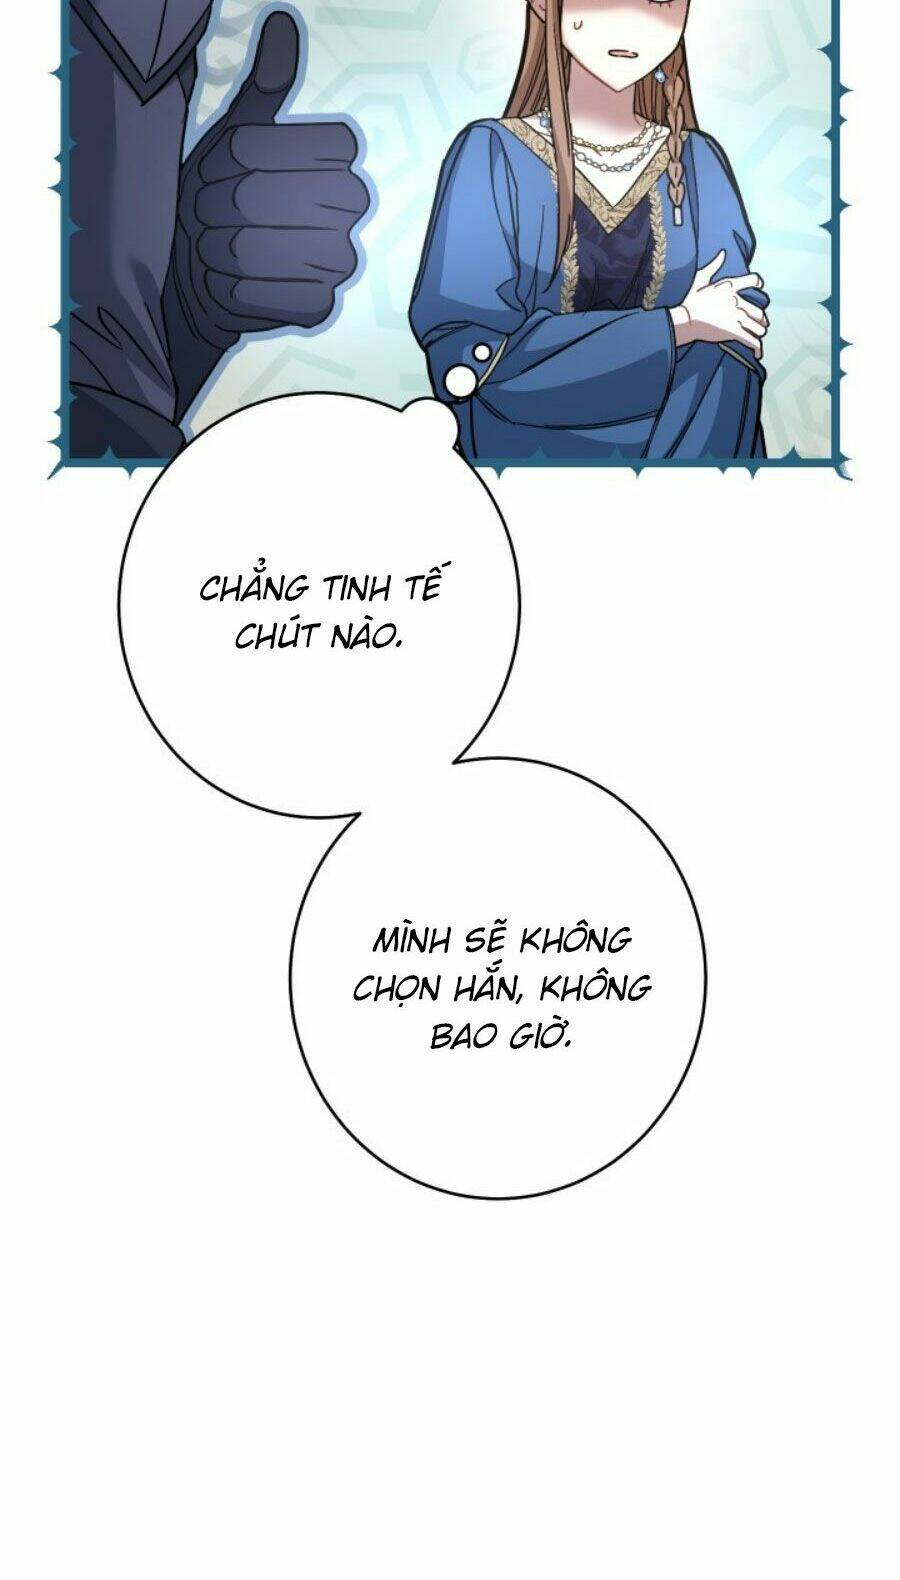 CHẲNG TINH TẾ
CHÚT NÀO.
MÌNH SẼ KHÔNG
CHỌN HẮN, KHÔNG
BAO GIỜ.